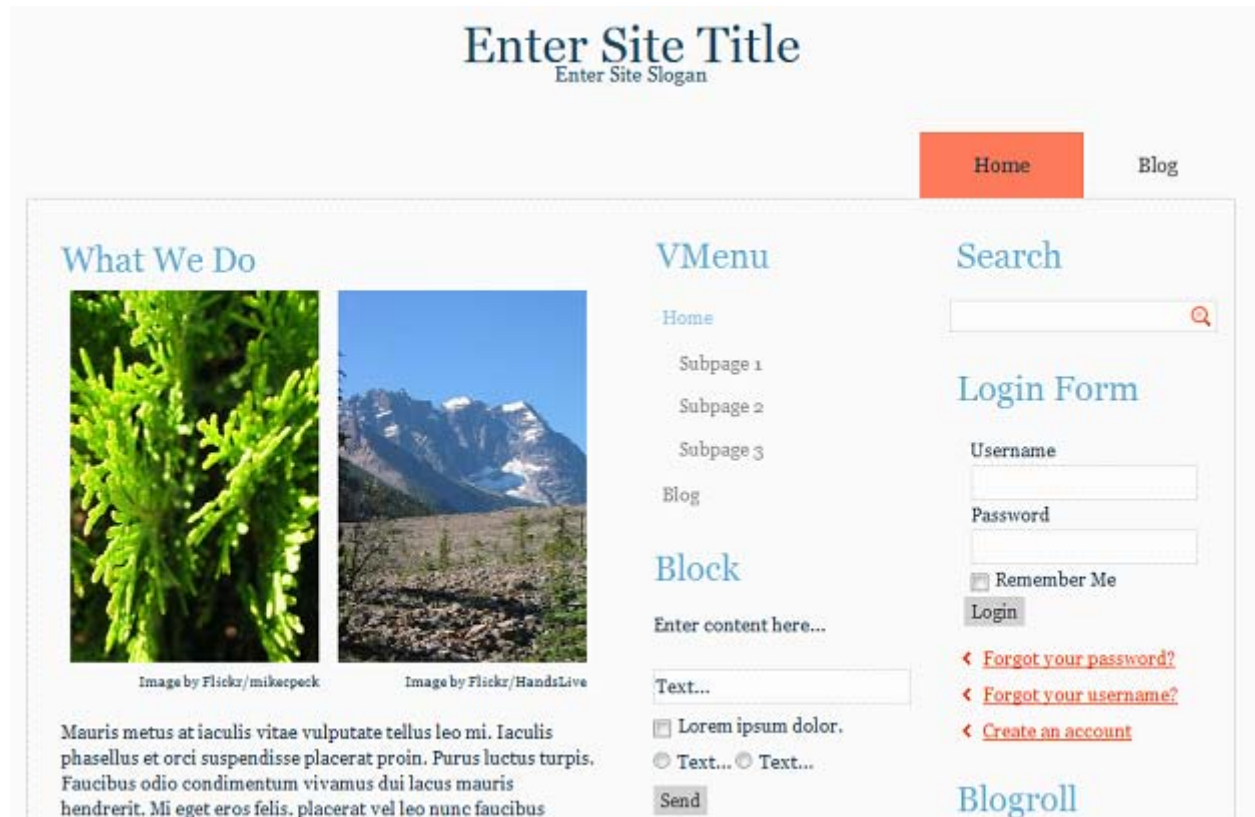 Enter Site Title
Enter Site Slogan
Home
Blog
What We Do
Image by Flickr/mikerpeck
Image by Flickr/HandsLive
Mauris metus at iaculis vitae vulputate tellus leo mi. Iaculis
phasellus et orci suspendisse placerat proin. Purus luctus turpis.
Faucibus odio condimentum vivamus dui lacus mauris
hendrerit. Mi eget eros felis, placerat vel leo nunc faucibus
VMenu
Home
Subpage 1
Subpage 2
Subpage 3
Blog
Block
Enter content here...
Text...
Lorem ipsum dolor.
Text... Text...
Send
Search
Login Form
Username
Password
Remember Me
Login
Forgot your password?
Forgot your username?
Create an account
Blogroll